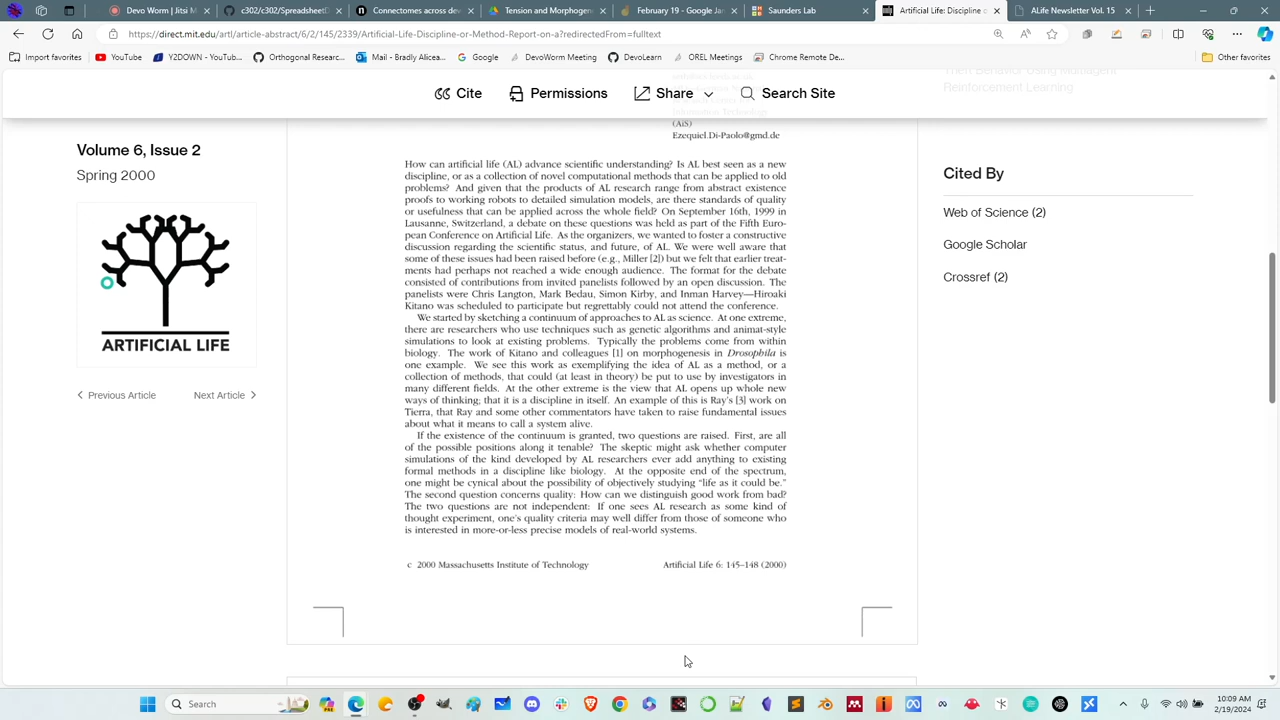 c302/c302
Tension and Morphog
February
Saunders Lab
Artificial Life: Discipline o
Newsletter Vol. 15
https://direct.mit.edu/artl/article-abstract/6/2/145/2339/Artificial-Life-Discipline-or-Method-Report-on-a?redirectedFrom=fulltext
Import favorites YouTube Y2DOWN - YouTub... Orthogonal Researc... Mail - Bradly Alicea... Google DevoWorm Meeting OREL Meetings Chrome Remote De... Other favorites
Theft Behavior Using Multiagent
Reinforcement Learning
Cite Permissions Share Search Site
Information Technology
(AiS)
Ezequiel.Di-Paolo@gmd.de
Volume 6, Issue 2
Spring 2000
ARTIFICIAL LIFE
Previous Article Next Article
How can artificial life (AL) advance scientific understanding? Is AL best seen as a new
discipline, or as a collection of novel computational methods that can be applied to old
problems? And given that the products of AL research range from abstract existence
proofs to working robots to detailed simulation models, are there standards of quality
or usefulness that can be applied across the whole field? On September 16th, 1999 in
Lausanne, Switzerland, a debate on these questions was held as part of the Fifth Euro-
pean Conference on Artificial Life. As the organizers, we wanted to foster a constructive
discussion regarding the scientific status, and future, of AL. We were well aware that
some of these issues had been raised before (e.g., Miller [2]) but we felt that earlier treat-
ments had perhaps not reached a wide enough audience. The format for the debate
consisted of contributions from invited panelists followed by an open discussion. The
panelists were Chris Langton, Mark Bedau, Simon Kirby, and Inman Harvey—Hiroaki
Kitano was scheduled to participate but regrettably could not attend the conference.
We started by sketching a continuum of approaches to AL as science. At one extreme,
there are researchers who use techniques such as genetic algorithms and animat-style
simulations to look at existing problems. Typically the problems come from within
biology. The work of Kitano and colleagues [1] on morphogenesis in Drosophila is
one example. We see this work as exemplifying the idea of AL as a method, or a
collection of methods, that could (at least in theory) be put to use by investigators in
many different fields. At the other extreme is the view that AL opens up whole new
ways of thinking; that it is a discipline in itself. An example of this is Ray's [3] work on
Tierra, that Ray and some other commentators have taken to raise fundamental issues
about what it means to call a system alive.
If the existence of the continuum is granted, two questions are raised. First, are all
of the possible positions along it tenable? The skeptic might ask whether computer
simulations of the kind developed by AL researchers ever add anything to existing
formal methods in a discipline like biology. At the opposite end of the spectrum,
one might be cynical about the possibility of objectively studying “life as it could be.”
The second question concerns quality: How can we distinguish good work from bad?
The two questions are not independent: If one sees AL research as some kind of
thought experiment, one's quality criteria may well differ from those of someone who
is interested in more-or-less precise models of real-world systems.
c 2000 Massachusetts Institute of Technology Artificial Life 6: 145–148 (2000)
Cited By
Web of Science (2)
Google Scholar
Crossref (2)
Search
10:09 AM
2/19/2024